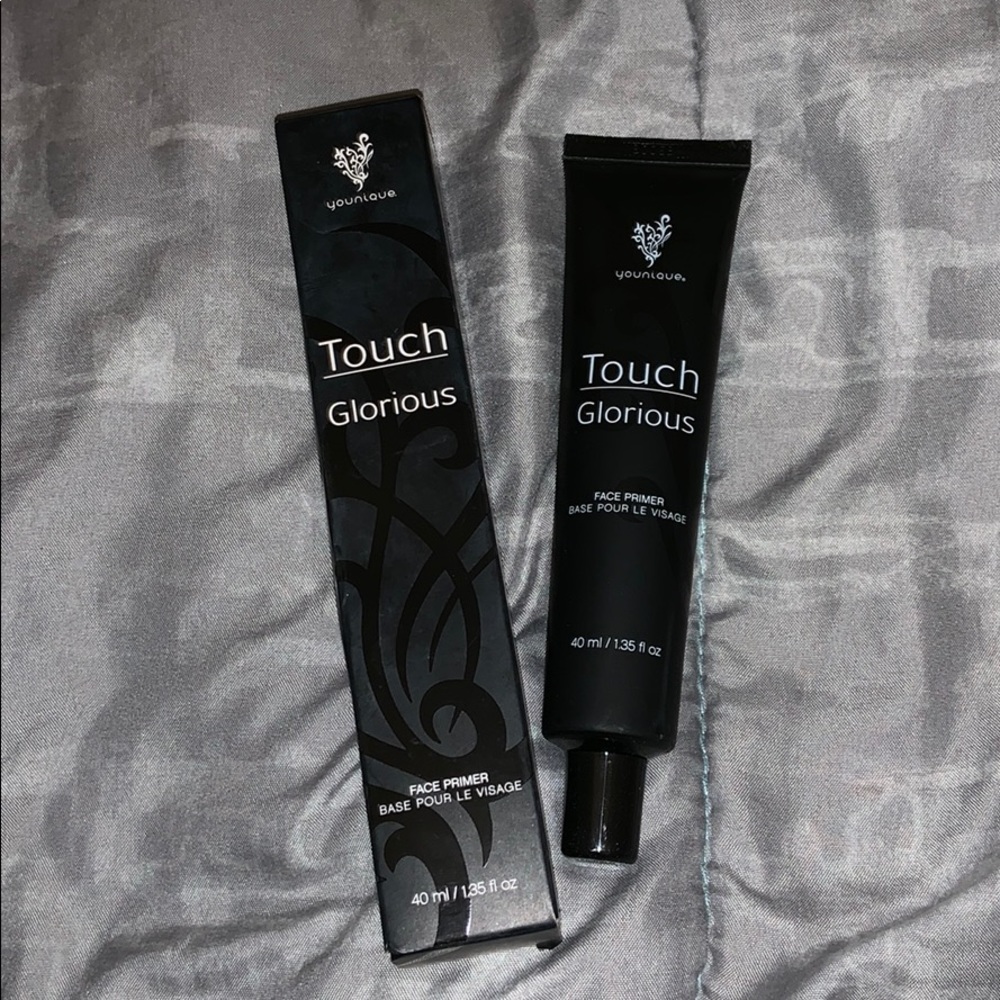 younique
Touch
Glorious
FACE PRIMER
BASE POUR LE VISAGE
40 ml / 1.35 fl oz
younique
Touch
Glorious
FACE PRIMER
BASE POUR LE VISAGE
40 ml / 1.35 fl oz